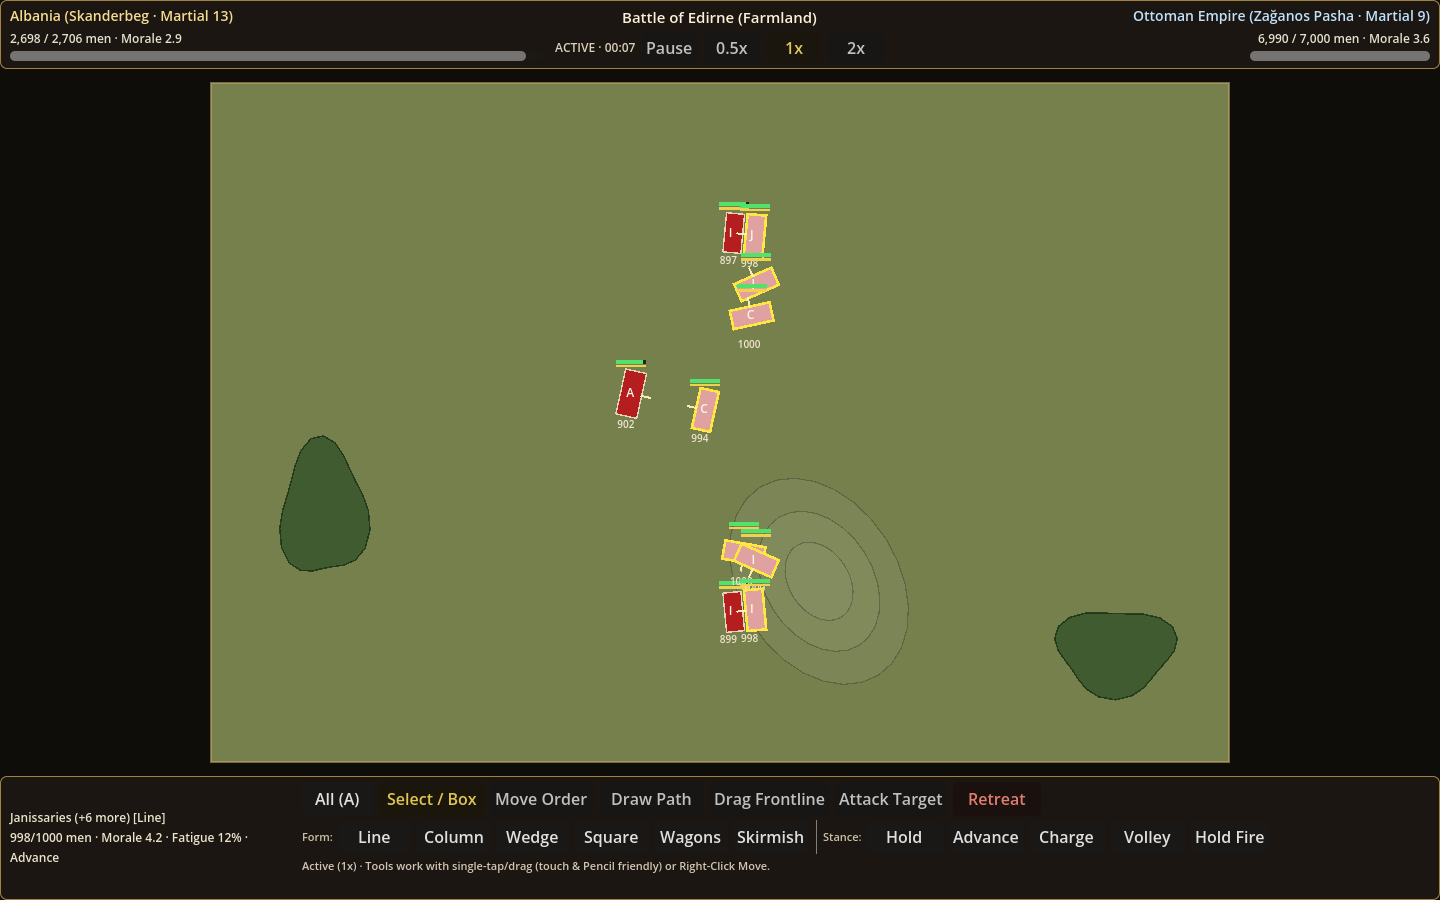 Albania (Skanderbeg · Martial 13)
2,698 / 2,706 men · Morale 2.9
Battle of Edirne (Farmland)
ACTIVE · 00:07 Pause 0.5x 1x 2x
Ottoman Empire (Zağanos Pasha · Martial 9)
6,990 / 7,000 men · Morale 3.6
I J
897 998
C
1000
A
902
C
994
I
I I
899 998
Janissaries (+6 more) [Line]
998/1000 men · Morale 4.2 · Fatigue 12% ·
Advance
All (A) Select / Box Move Order Draw Path Drag Frontline Attack Target Retreat
Form: Line Column Wedge Square Wagons Skirmish Stance: Hold Advance Charge Volley Hold Fire
Active (1x) · Tools work with single-tap/drag (touch & Pencil friendly) or Right-Click Move.